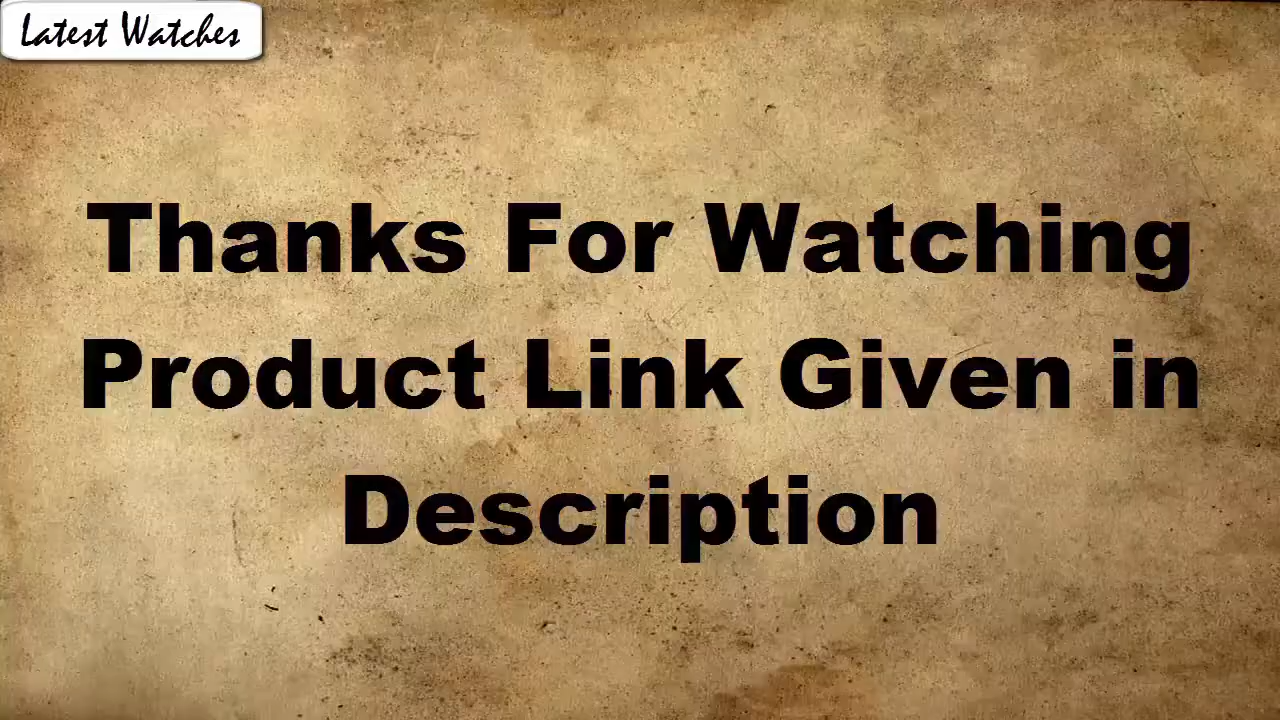 Latest Watches
Thanks For Watching
Product Link Given in
Description